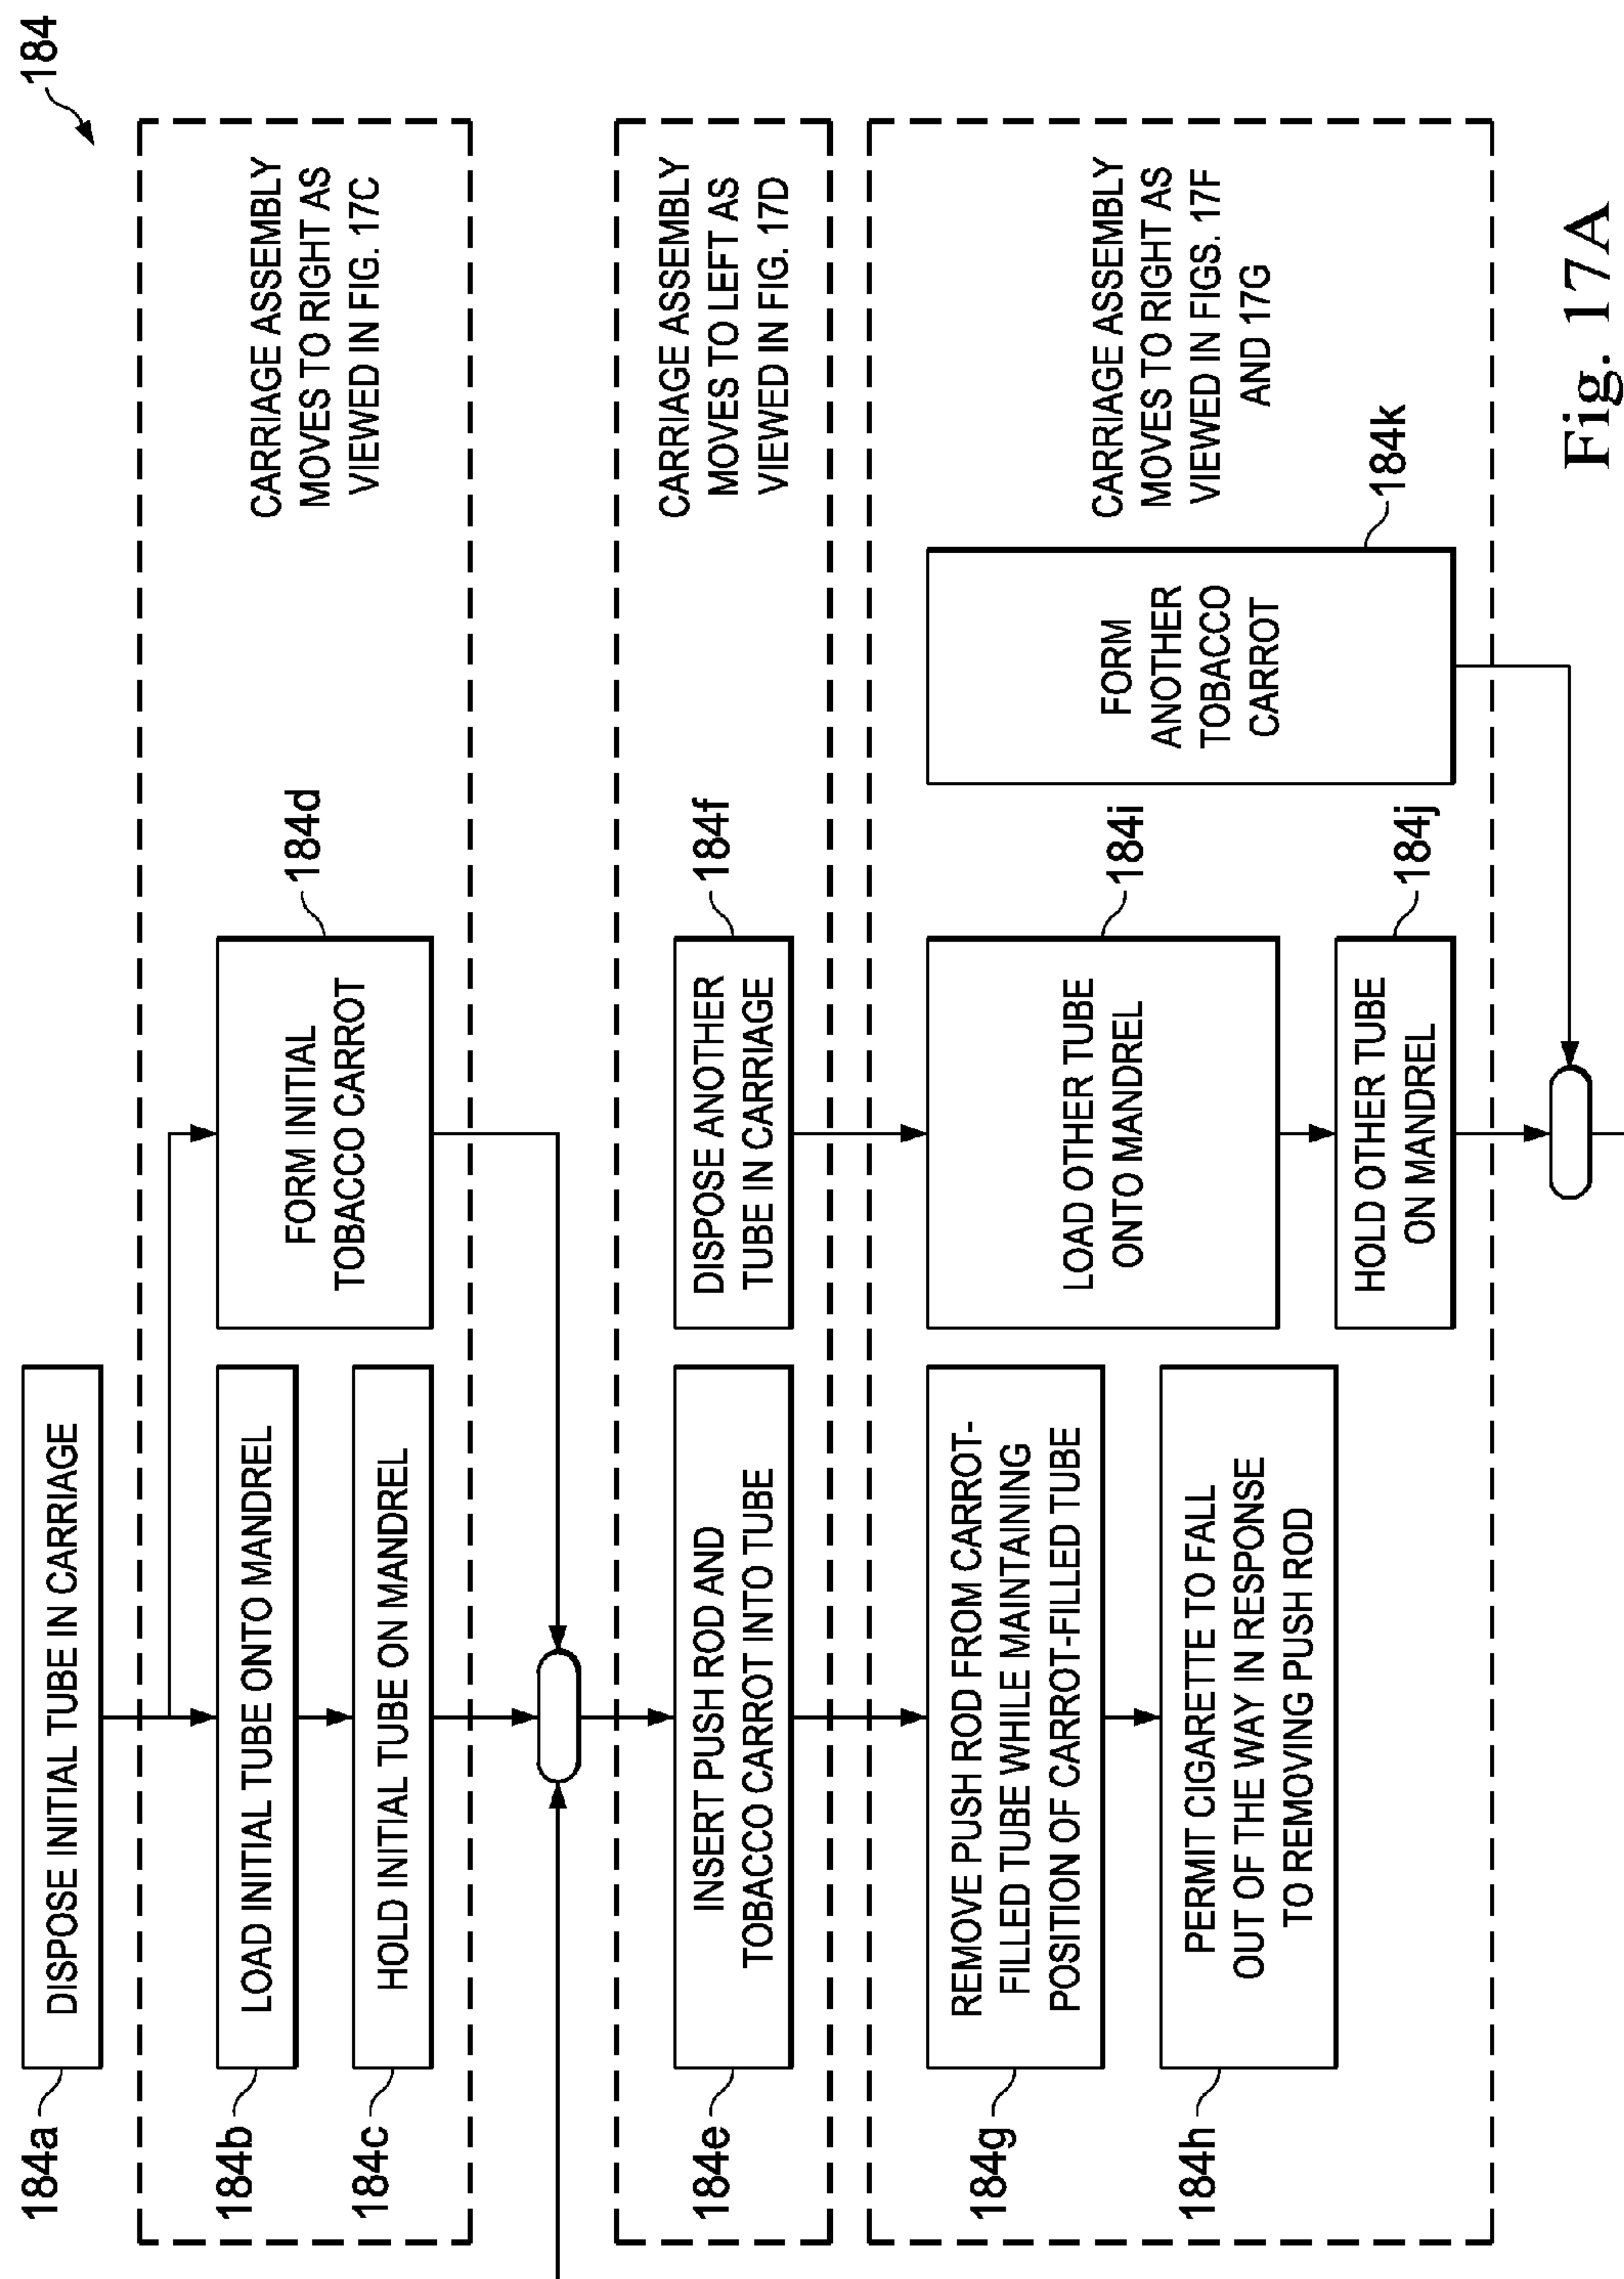 184
184a
DISPOSE INITIAL TUBE IN CARRIAGE
184b
LOAD INITIAL TUBE ONTO MANDREL
184c
HOLD INITIAL TUBE ON MANDREL
184d
FORM INITIAL
TOBACCO CARROT
CARRIAGE ASSEMBLY
MOVES TO RIGHT AS
VIEWED IN FIG. 17C
184e
INSERT PUSH ROD AND
TOBACCO CARROT INTO TUBE
184f
DISPOSE ANOTHER
TUBE IN CARRIAGE
CARRIAGE ASSEMBLY
MOVES TO LEFT AS
VIEWED IN FIG. 17D
184g
REMOVE PUSH ROD FROM CARROT-
FILLED TUBE WHILE MAINTAINING
POSITION OF CARROT-FILLED TUBE
184h
PERMIT CIGARETTE TO FALL
OUT OF THE WAY IN RESPONSE
TO REMOVING PUSH ROD
184i
LOAD OTHER TUBE
ONTO MANDREL
184j
HOLD OTHER TUBE
ON MANDREL
184k
FORM
ANOTHER
TOBACCO
CARROT
CARRIAGE ASSEMBLY
MOVES TO RIGHT AS
VIEWED IN FIGS. 17F
AND 17G
Fig. 17A